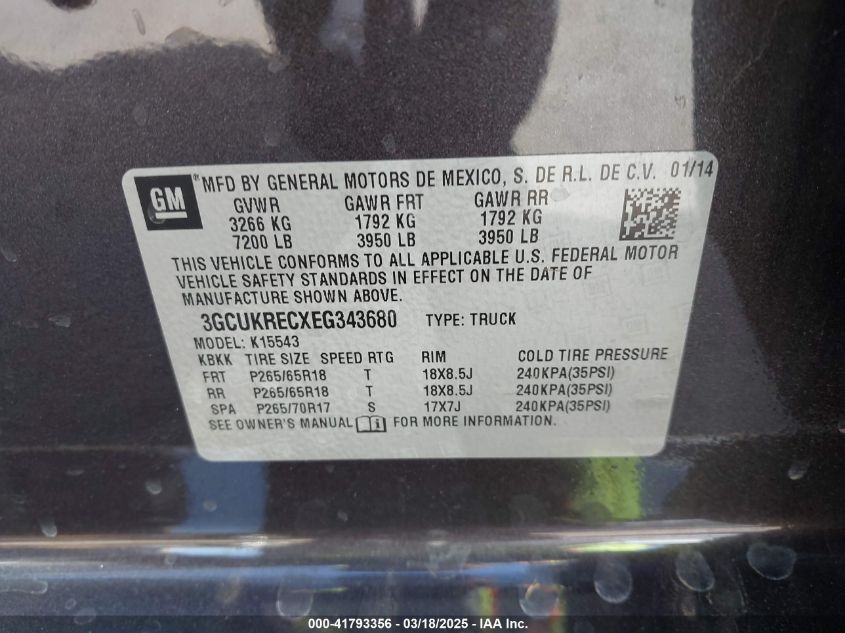 GM ® MFD BY GENERAL MOTORS DE MEXICO, S. DE R.L. DE C.V. 01/14
GVWR GAWR FRT GAWR RR
3266 KG 1792 KG 1792 KG
7200 LB 3950 LB 3950 LB
THIS VEHICLE CONFORMS TO ALL APPLICABLE U.S. FEDERAL MOTOR
VEHICLE SAFETY STANDARDS IN EFFECT ON THE DATE OF
MANUFACTURE SHOWN ABOVE.
3GCUKRECXEG343680 TYPE: TRUCK
MODEL: K15543
KBKK TIRE SIZE SPEED RTG RIM COLD TIRE PRESSURE
FRT P265/65R18 T 18X8.5J 240KPA(35PSI)
RR P265/65R18 T 18X8.5J 240KPA(35PSI)
SPA P265/70R17 S 17X7J 240KPA(35PSI)
SEE OWNER'S MANUAL FOR MORE INFORMATION.
000-41793356 - 03/18/2025 - IAA Inc.